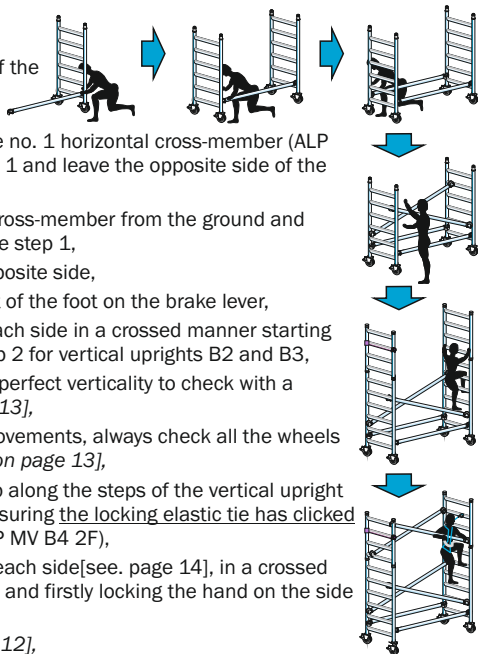 of the
e no. 1 horizontal cross-member (ALP
1 and leave the opposite side of the
ross-member from the ground and
e step 1,
posite side,
of the foot on the brake lever,
ach side in a crossed manner starting
p 2 for vertical uprights B2 and B3,
perfect verticality to check with a
13],
ovements, always check all the wheels
on page 13],
o along the steps of the vertical upright
suring the locking elastic tie has clicked
P MV B4 2F),
each side[see. page 14], in a crossed
and firstly locking the hand on the side
12],